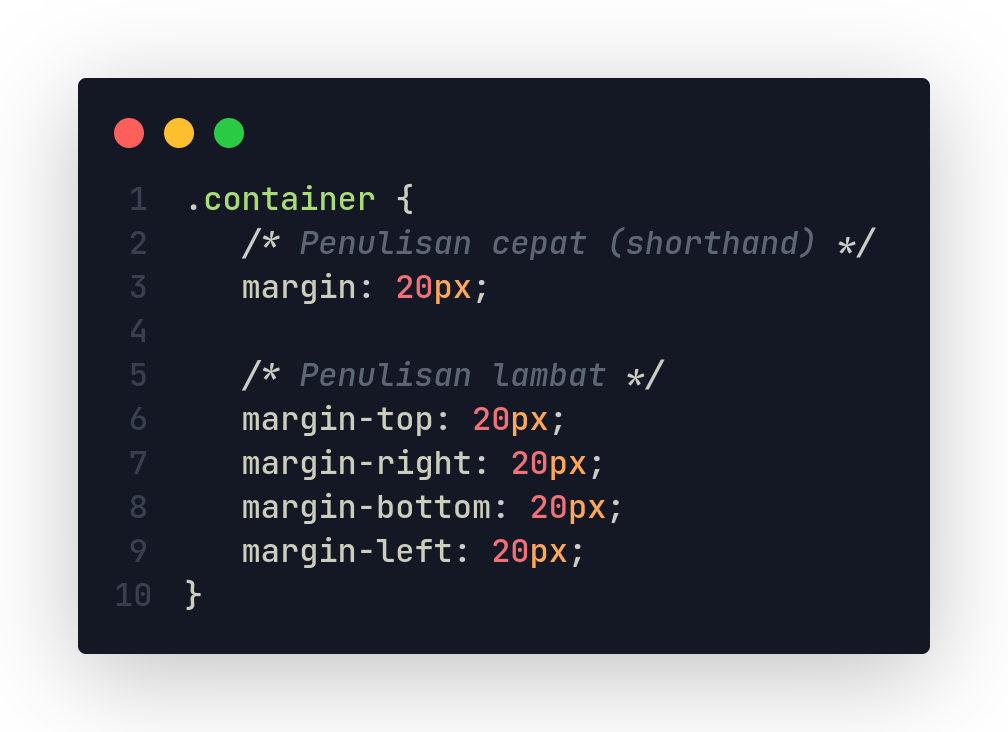 1 .container {
2 /* Penulisan cepat (shorthand) */
3 margin: 20px;
4
5 /* Penulisan lambat */
6 margin-top: 20px;
7 margin-right: 20px;
8 margin-bottom: 20px;
9 margin-left: 20px;
10 }